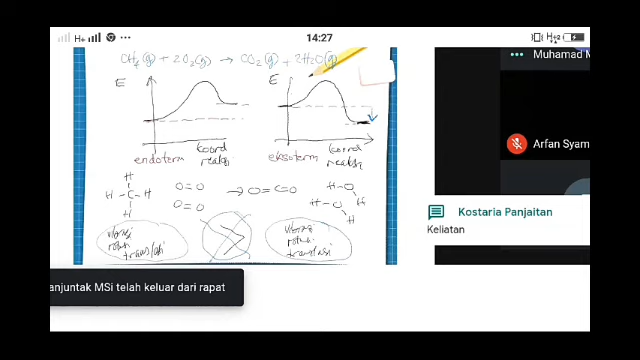 H+
14:27
CH4(g) + 2O2(g) → CO2(g) + 2H2O(g)
E
E
coord
reaksi
koord
reaksi
endoterm
eksoterm
H
H-C-H
H
O=O
O=O
→ O=C=O
H-O
H
H-O
H
vibrasi
rotasi
translasi
>
vibrasi
rotasi
translasi
Muhamad M
Arfan Syam
Kostaria Panjaitan
Keliatan
anjuntak MSi telah keluar dari rapat